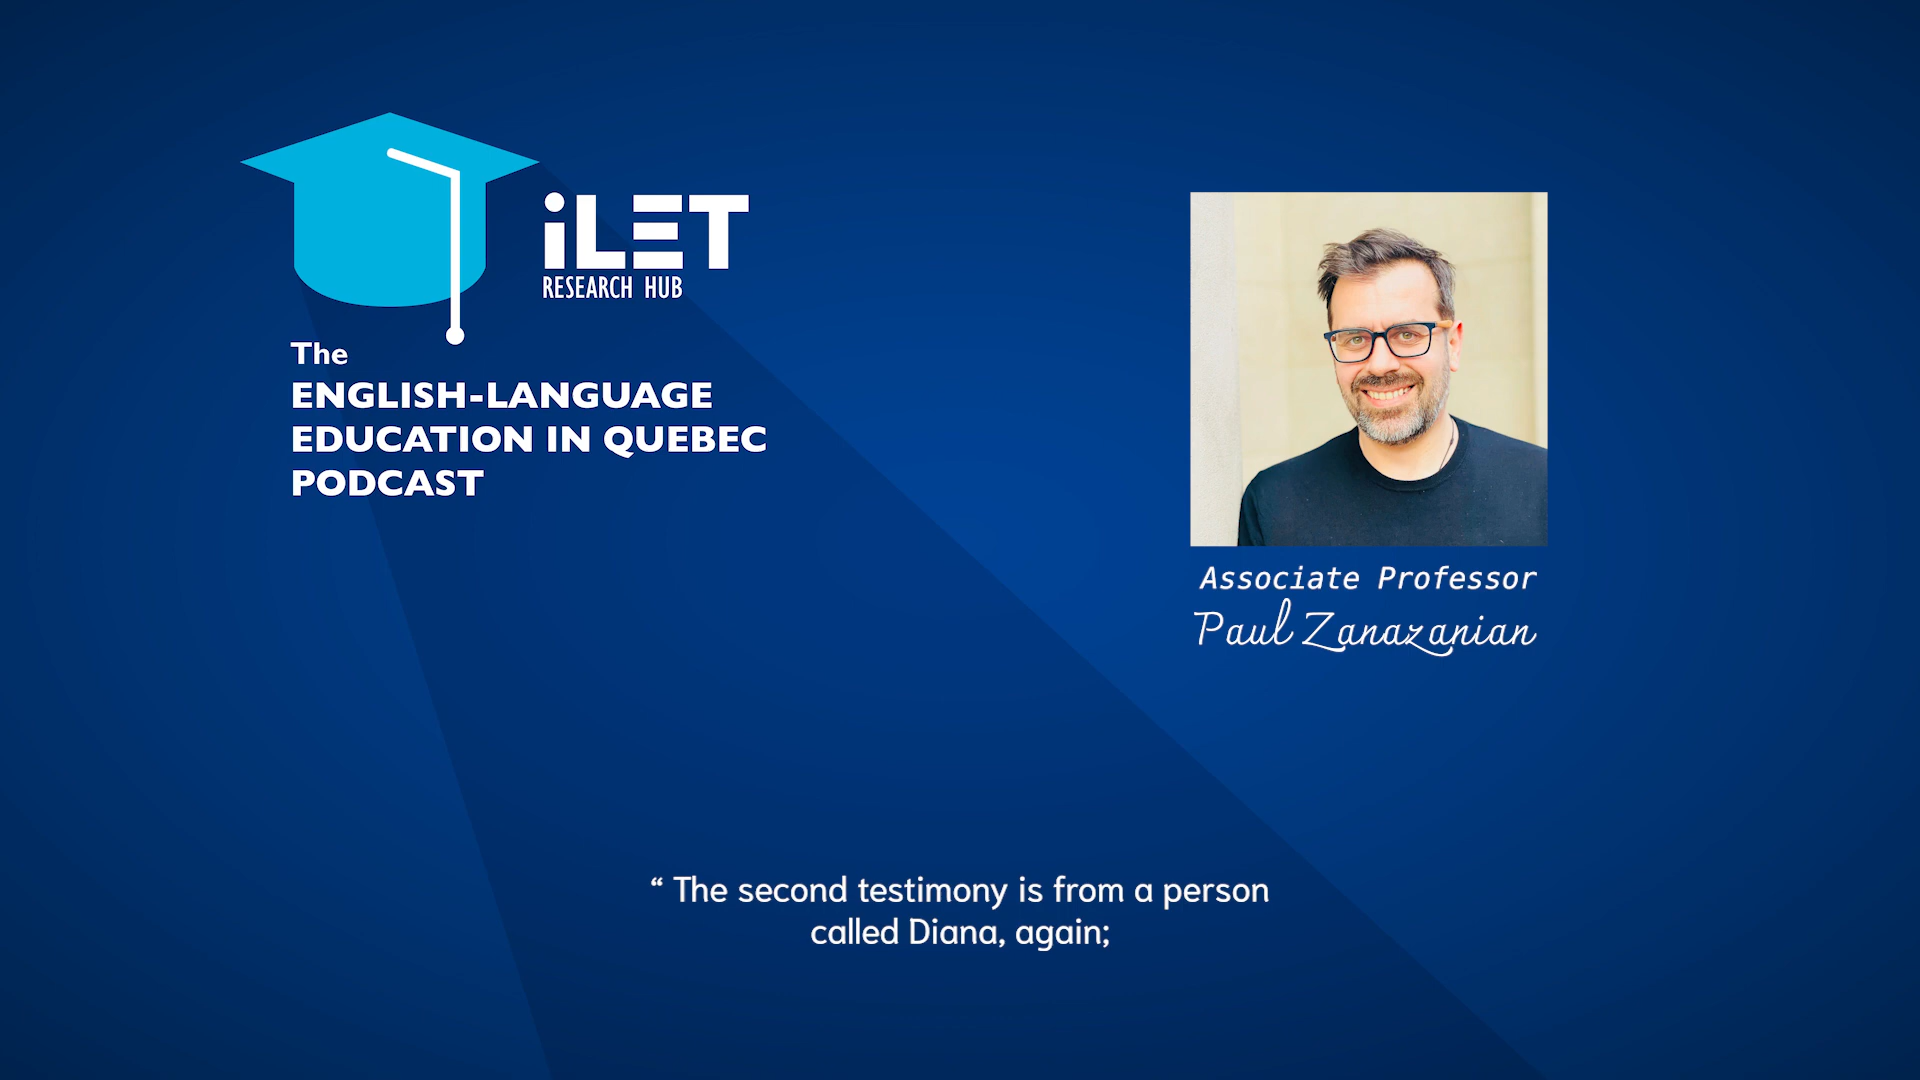 iLET
RESEARCH HUB
The
ENGLISH-LANGUAGE
EDUCATION IN QUEBEC
PODCAST
Associate Professor
Paul Zanazanian
“ The second testimony is from a person
called Diana, again;